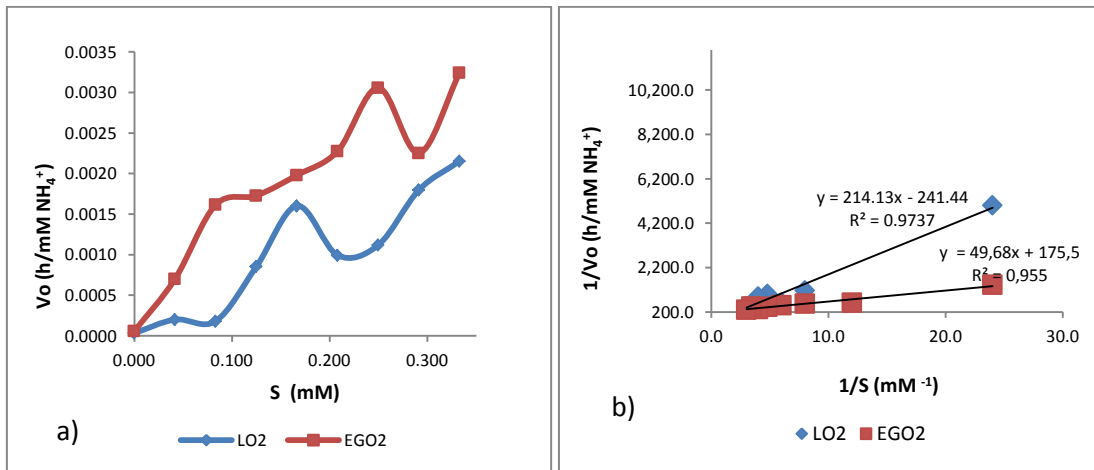 0.0035
0.0030
0.0025
0.0020
0.0015
0.0010
0.0005
0.0000
Vo (h/mM NH₄⁺)
0.000 0.100 0.200 0.300
S (mM)
a)
LO2 EGO2
10,200.0
8,200.0
6,200.0
4,200.0
2,200.0
200.0
1/Vo (h/mM NH₄⁺)
y = 214.13x - 241.44
R² = 0.9737
y = 49,68x + 175,5
R² = 0,955
0.0 10.0 20.0 30.0
1/S (mM ⁻¹)
b)
LO2 EGO2